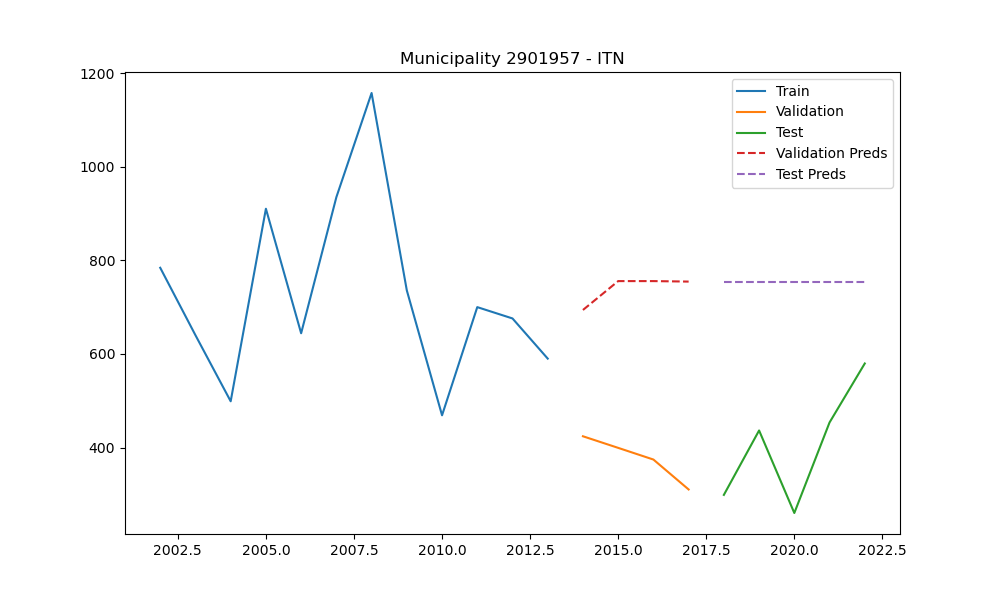 Municipality 2901957 - ITN
1200
1000
800
600
400
Train
Validation
Test
Validation Preds
Test Preds
2002.5 2005.0 2007.5 2010.0 2012.5 2015.0 2017.5 2020.0 2022.5